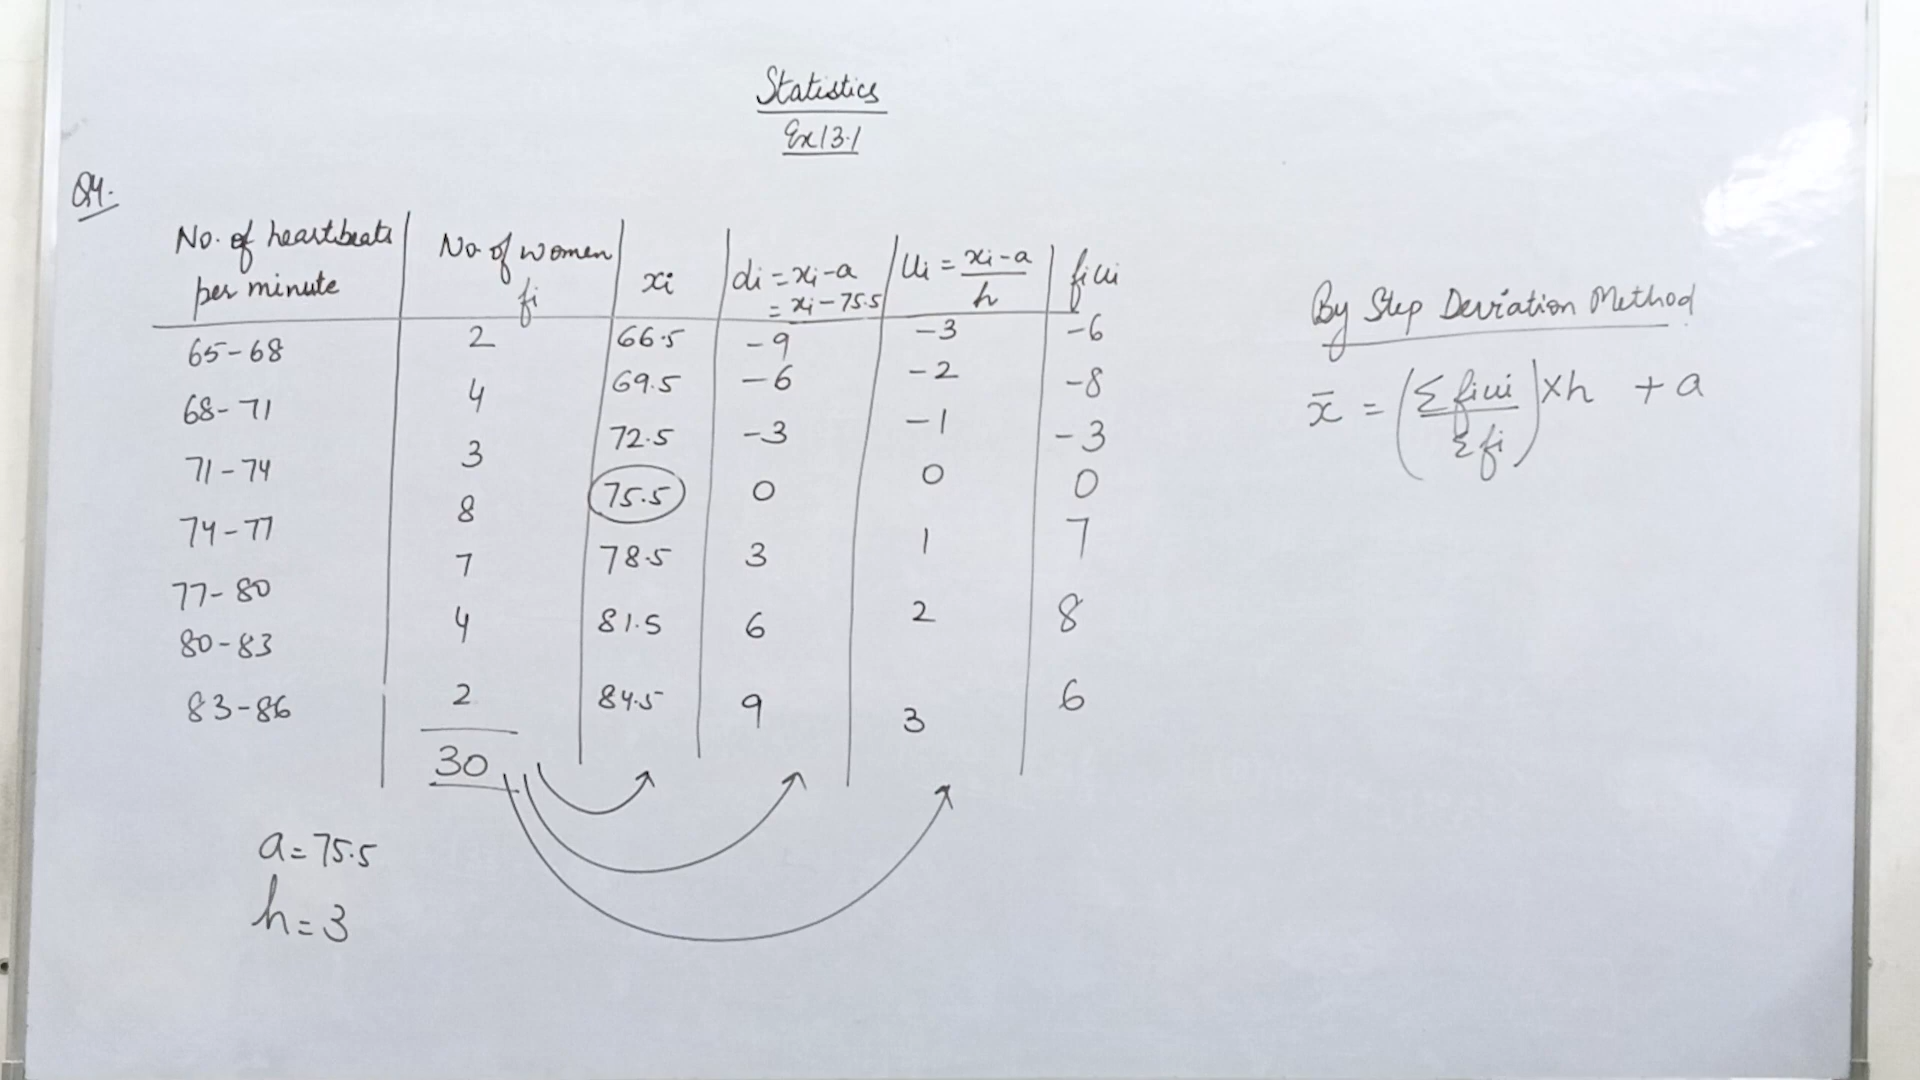 Statistics
Ex 13.1
Q4.
No. of heartbeats per minute | No of women fi | xi | di = xi - a = xi - 75.5 | ui = xi - a / h | fiui
65-68 | 2 | 66.5 | -9 | -3 | -6
68-71 | 4 | 69.5 | -6 | -2 | -8
71-74 | 3 | 72.5 | -3 | -1 | -3
74-77 | 8 | 75.5 | 0 | 0 | 0
77-80 | 7 | 78.5 | 3 | 1 | 7
80-83 | 4 | 81.5 | 6 | 2 | 8
83-86 | 2 | 84.5 | 9 | 3 | 6
30
a = 75.5
h = 3
By Step Deviation Method
x̄ = (Σfiui / Σfi) × h + a